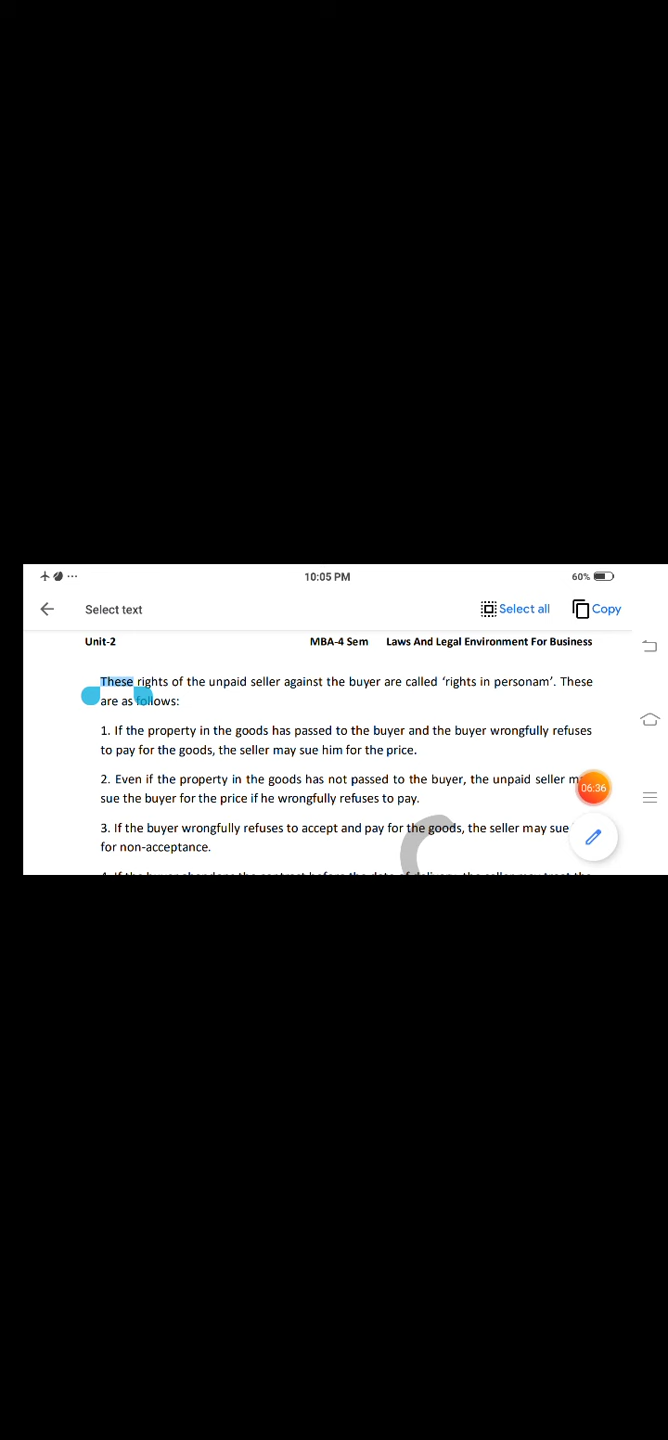 10:05 PM
60%
Select text
Select all
Copy
Unit-2 MBA-4 Sem Laws And Legal Environment For Business
These rights of the unpaid seller against the buyer are called ‘rights in personam’. These
are as follows:
1. If the property in the goods has passed to the buyer and the buyer wrongfully refuses
to pay for the goods, the seller may sue him for the price.
2. Even if the property in the goods has not passed to the buyer, the unpaid seller
06:36
sue the buyer for the price if he wrongfully refuses to pay.
3. If the buyer wrongfully refuses to accept and pay for the goods, the seller may sue
for non-acceptance.